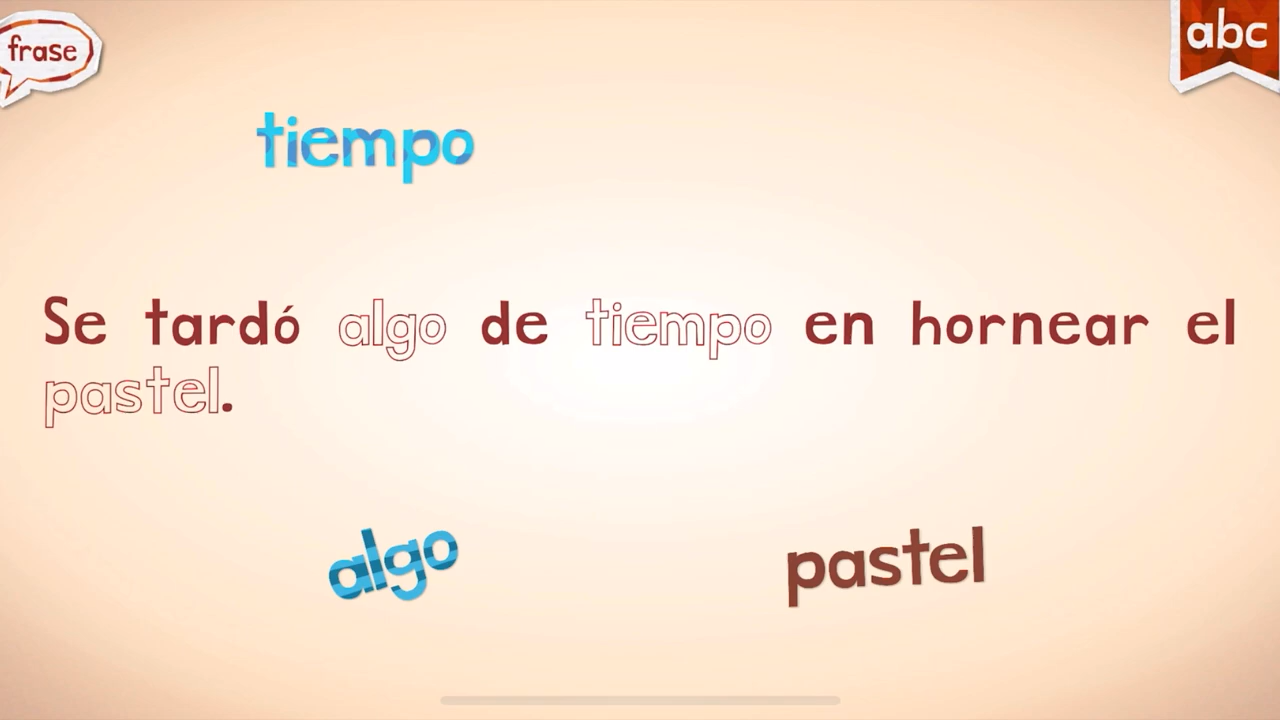 frase
abc
tiempo
Se tardó algo de tiempo en hornear el
pastel.
algo
pastel